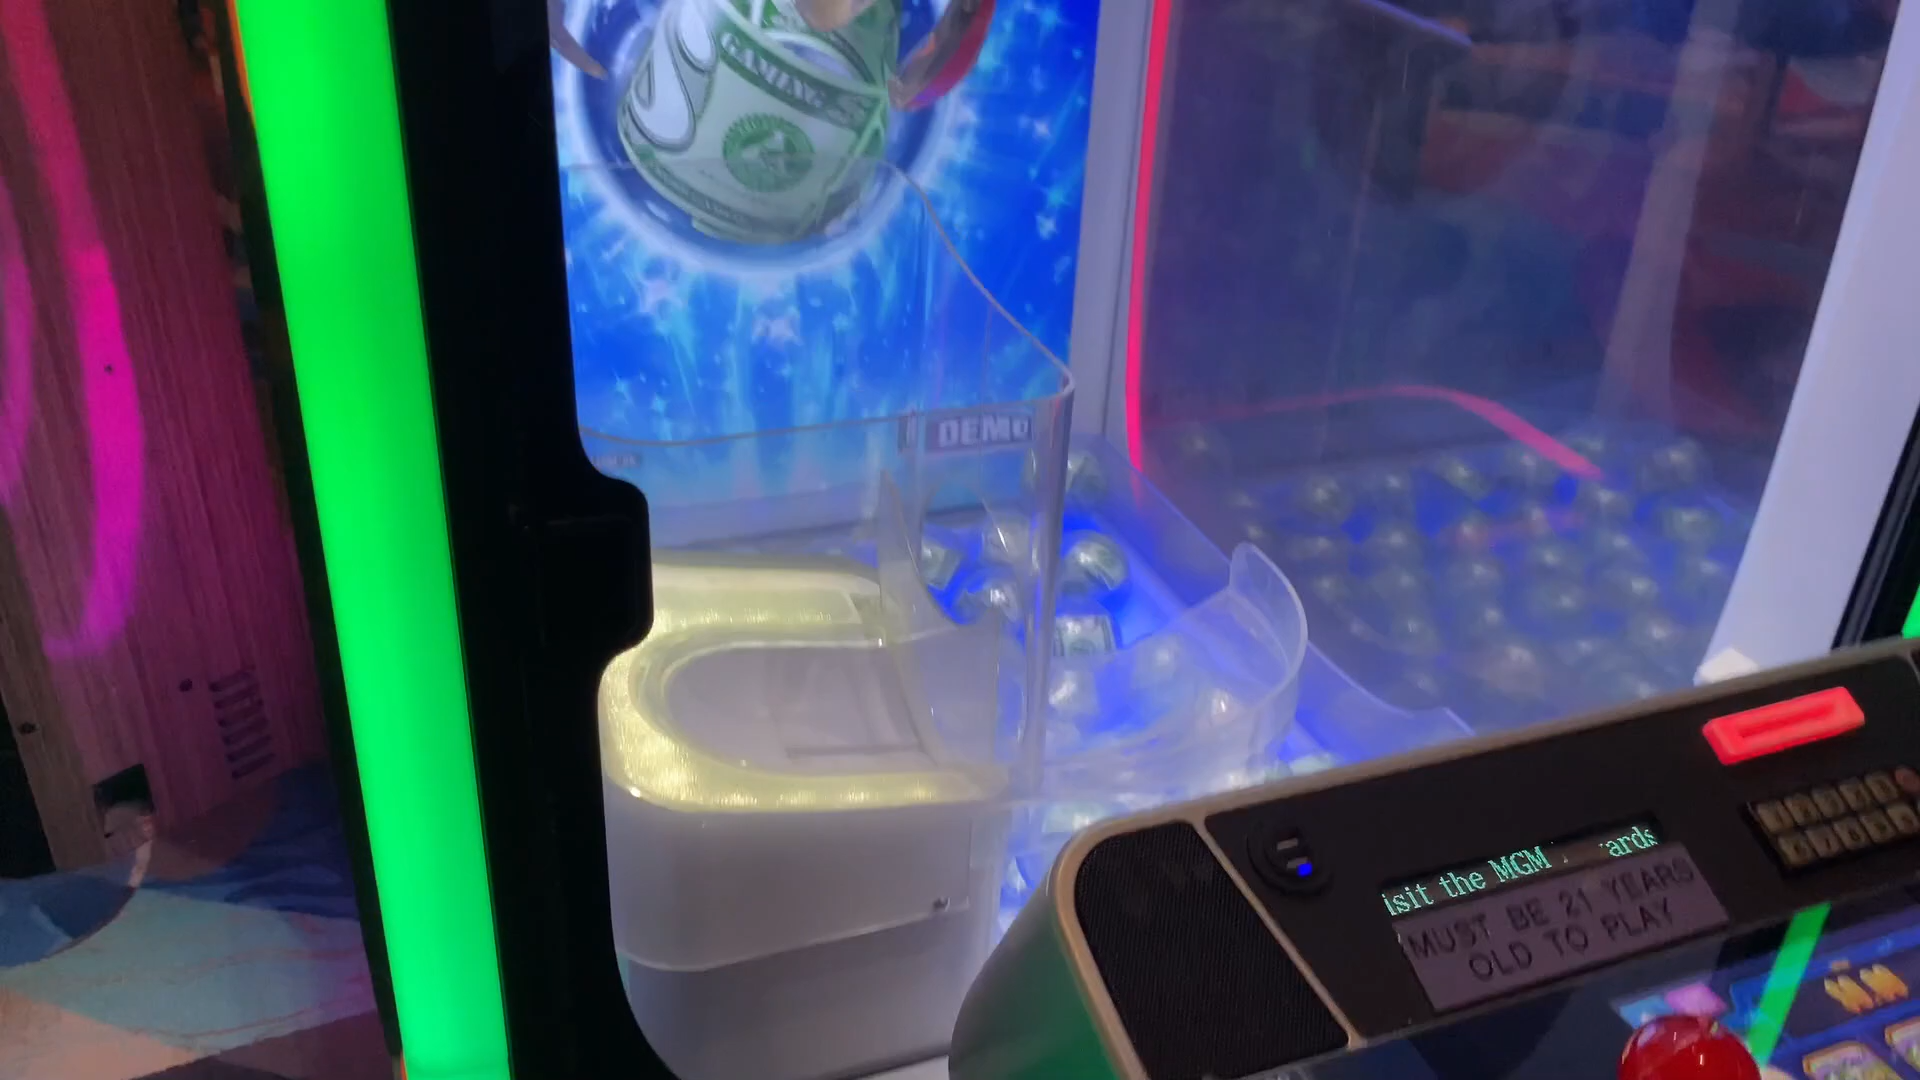 GAMING
DEMO
isit the MGM ards
MUST BE 21 YEARS
OLD TO PLAY